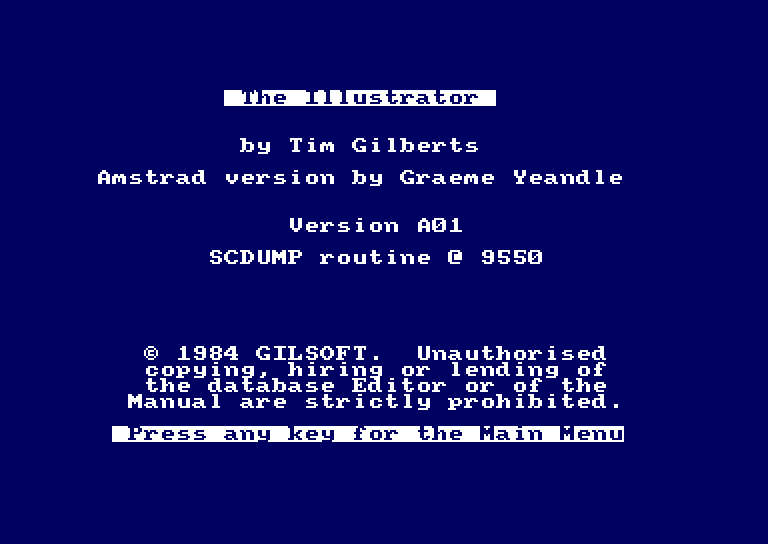 The Illustrator
by Tim Gilberts
Amstrad version by Graeme Yeandle
Version A01
SCDUMP routine @ 9550
© 1984 GILSOFT.  Unauthorised
copying, hiring or lending of
the database Editor or of the
Manual are strictly prohibited.
Press any key for the Main Menu